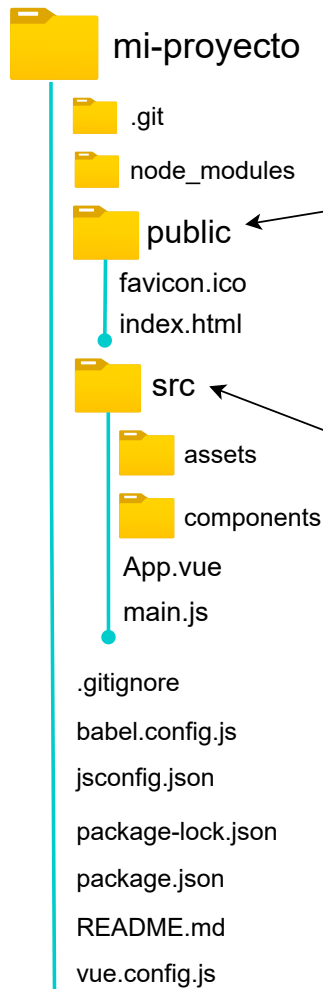 mi-proyecto
.git
node_modules
public
favicon.ico
index.html
src
assets
components
App.vue
main.js
.gitignore
babel.config.js
jsconfig.json
package-lock.json
package.json
README.md
vue.config.js